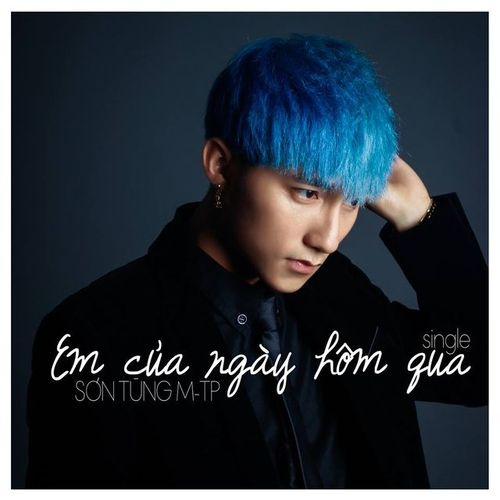 single
Em của ngày hôm qua
SƠN TÙNG M-TP